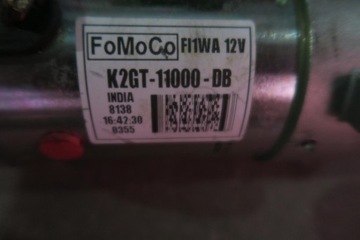 FoMoCo FI1WA 12V
K2GT-11000-DB
INDIA
8138
16:42:30
0355